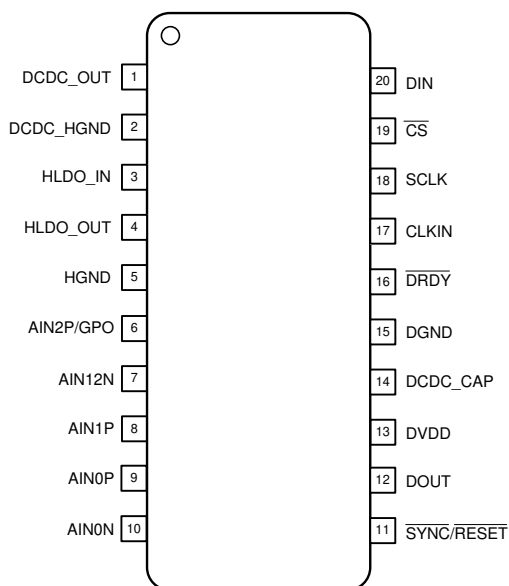 DCDC_OUT 1
DCDC_HGND 2
HLDO_IN 3
HLDO_OUT 4
HGND 5
AIN2P/GPO 6
AIN12N 7
AIN1P 8
AIN0P 9
AIN0N 10
20 DIN
19 CS
18 SCLK
17 CLKIN
16 DRDY
15 DGND
14 DCDC_CAP
13 DVDD
12 DOUT
11 SYNC/RESET